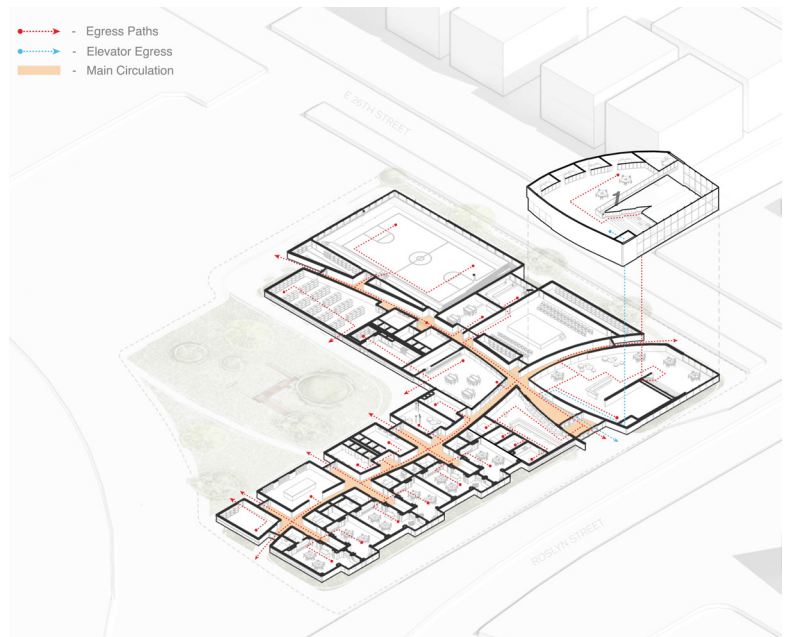 - Egress Paths
- Elevator Egress
- Main Circulation
E 26TH STREET
ROSLYN STREET